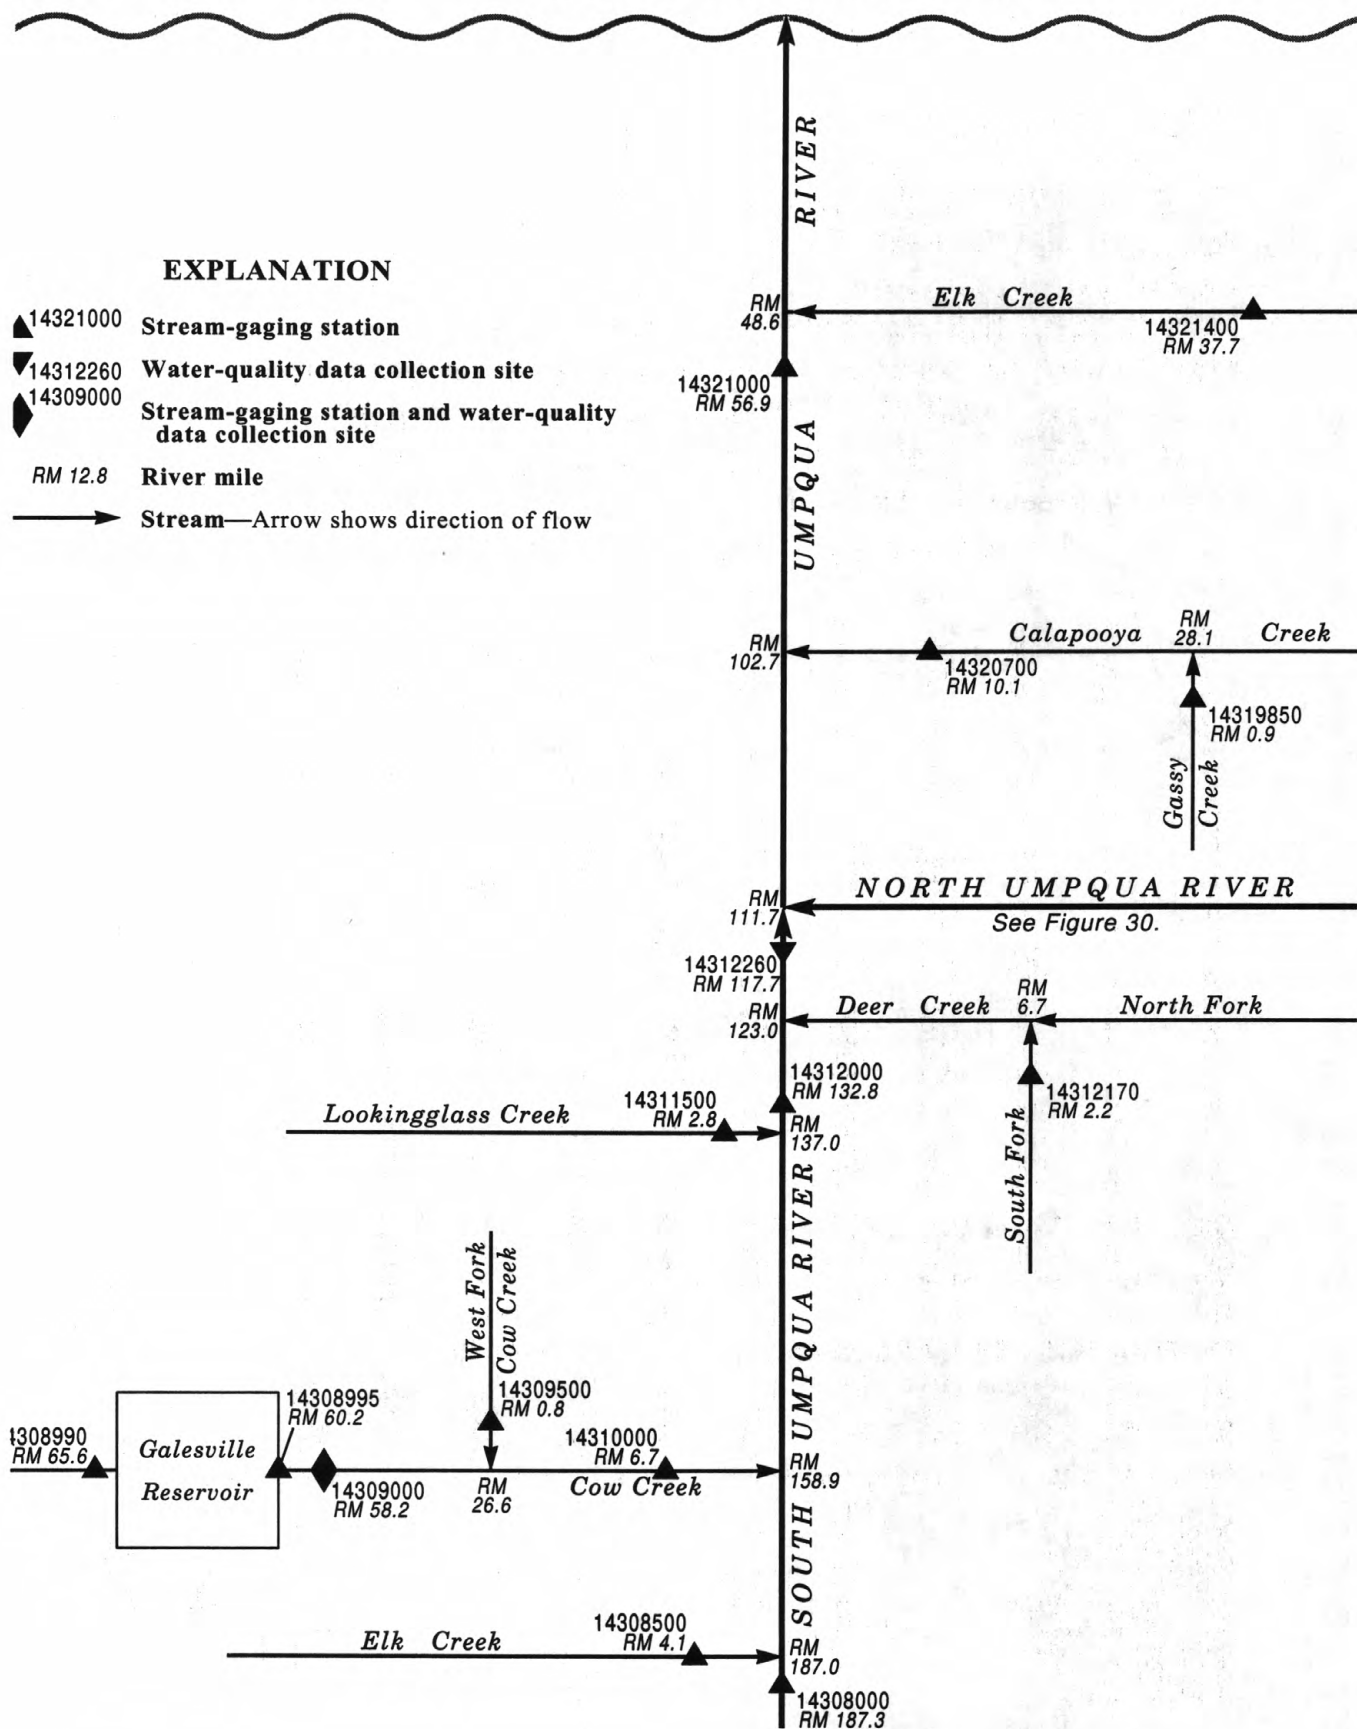 RIVER
UMPQUA
EXPLANATION
14321000 Stream-gaging station
14312260 Water-quality data collection site
14309000 Stream-gaging station and water-quality
data collection site
RM 12.8 River mile
Stream—Arrow shows direction of flow
RM
48.6
Elk Creek
14321400
RM 37.7
14321000
RM 56.9
RM
102.7
Calapooya Creek
RM
28.1
14320700
RM 10.1
14319850
RM 0.9
Gassy
Creek
RM
111.7
NORTH UMPQUA RIVER
See Figure 30.
14312260
RM 117.7
RM
123.0
Deer Creek
RM
6.7
North Fork
14312000
RM 132.8
14312170
RM 2.2
South Fork
Lookingglass Creek
14311500
RM 2.8
RM
137.0
SOUTH UMPQUA RIVER
West Fork
Cow Creek
14309500
RM 0.8
14308995
RM 60.2
14308990
RM 65.6
Galesville
Reservoir
14309000
RM 58.2
RM
26.6
14310000
RM 6.7
Cow Creek
RM
158.9
Elk Creek
14308500
RM 4.1
RM
187.0
14308000
RM 187.3